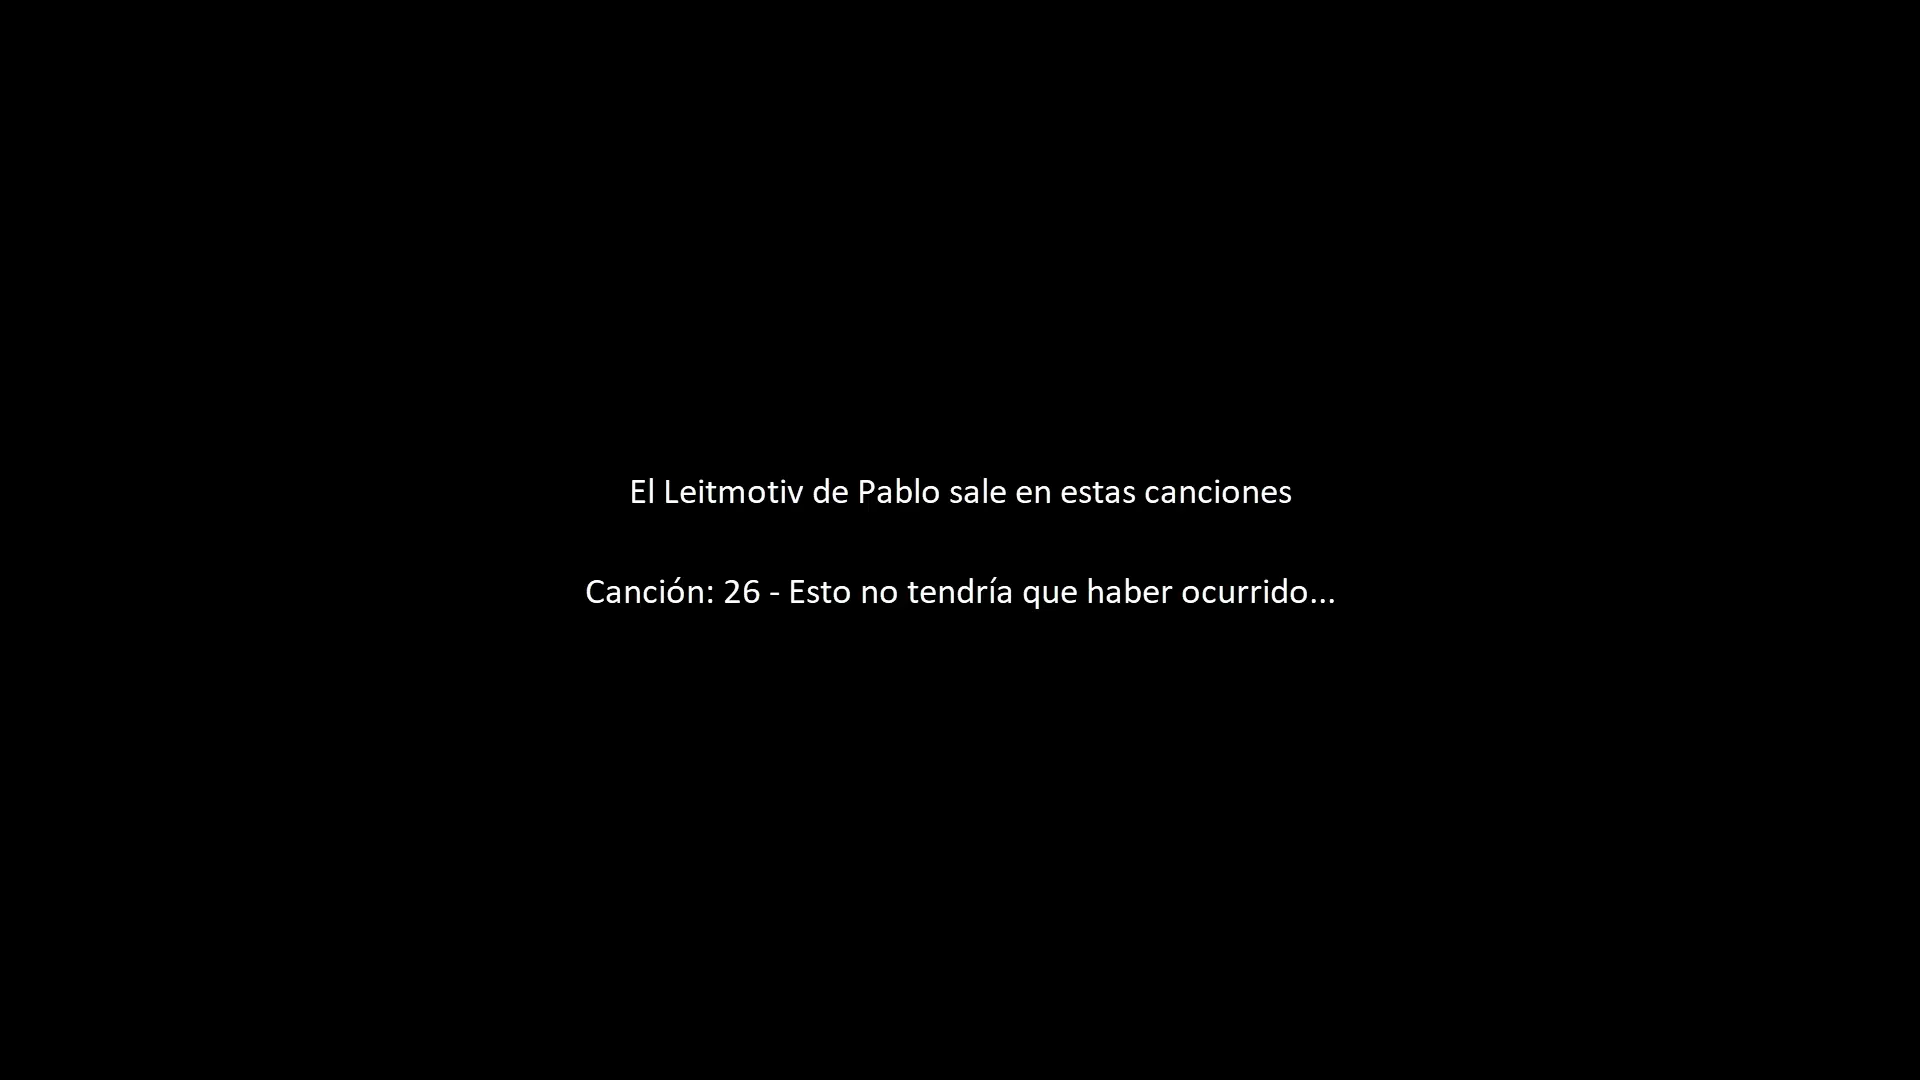 El Leitmotiv de Pablo sale en estas canciones
Canción: 26 - Esto no tendría que haber ocurrido...